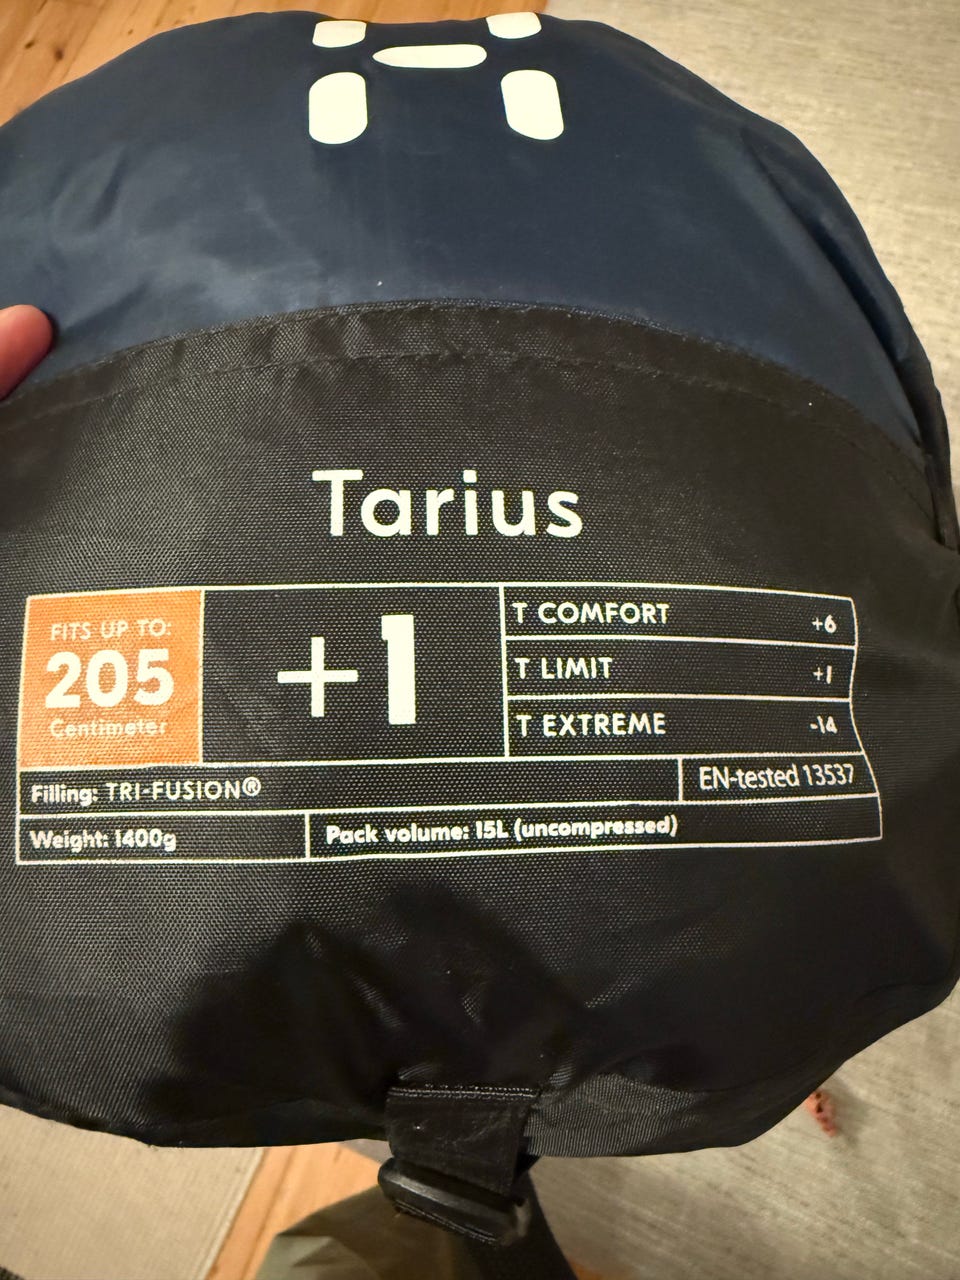 Tarius
FITS UP TO:
205
Centimeter
+1
T COMFORT +6
T LIMIT +1
T EXTREME -14
Filling: TRI-FUSION®
EN-tested 13537
Weight: 1400g
Pack volume: 15L (uncompressed)